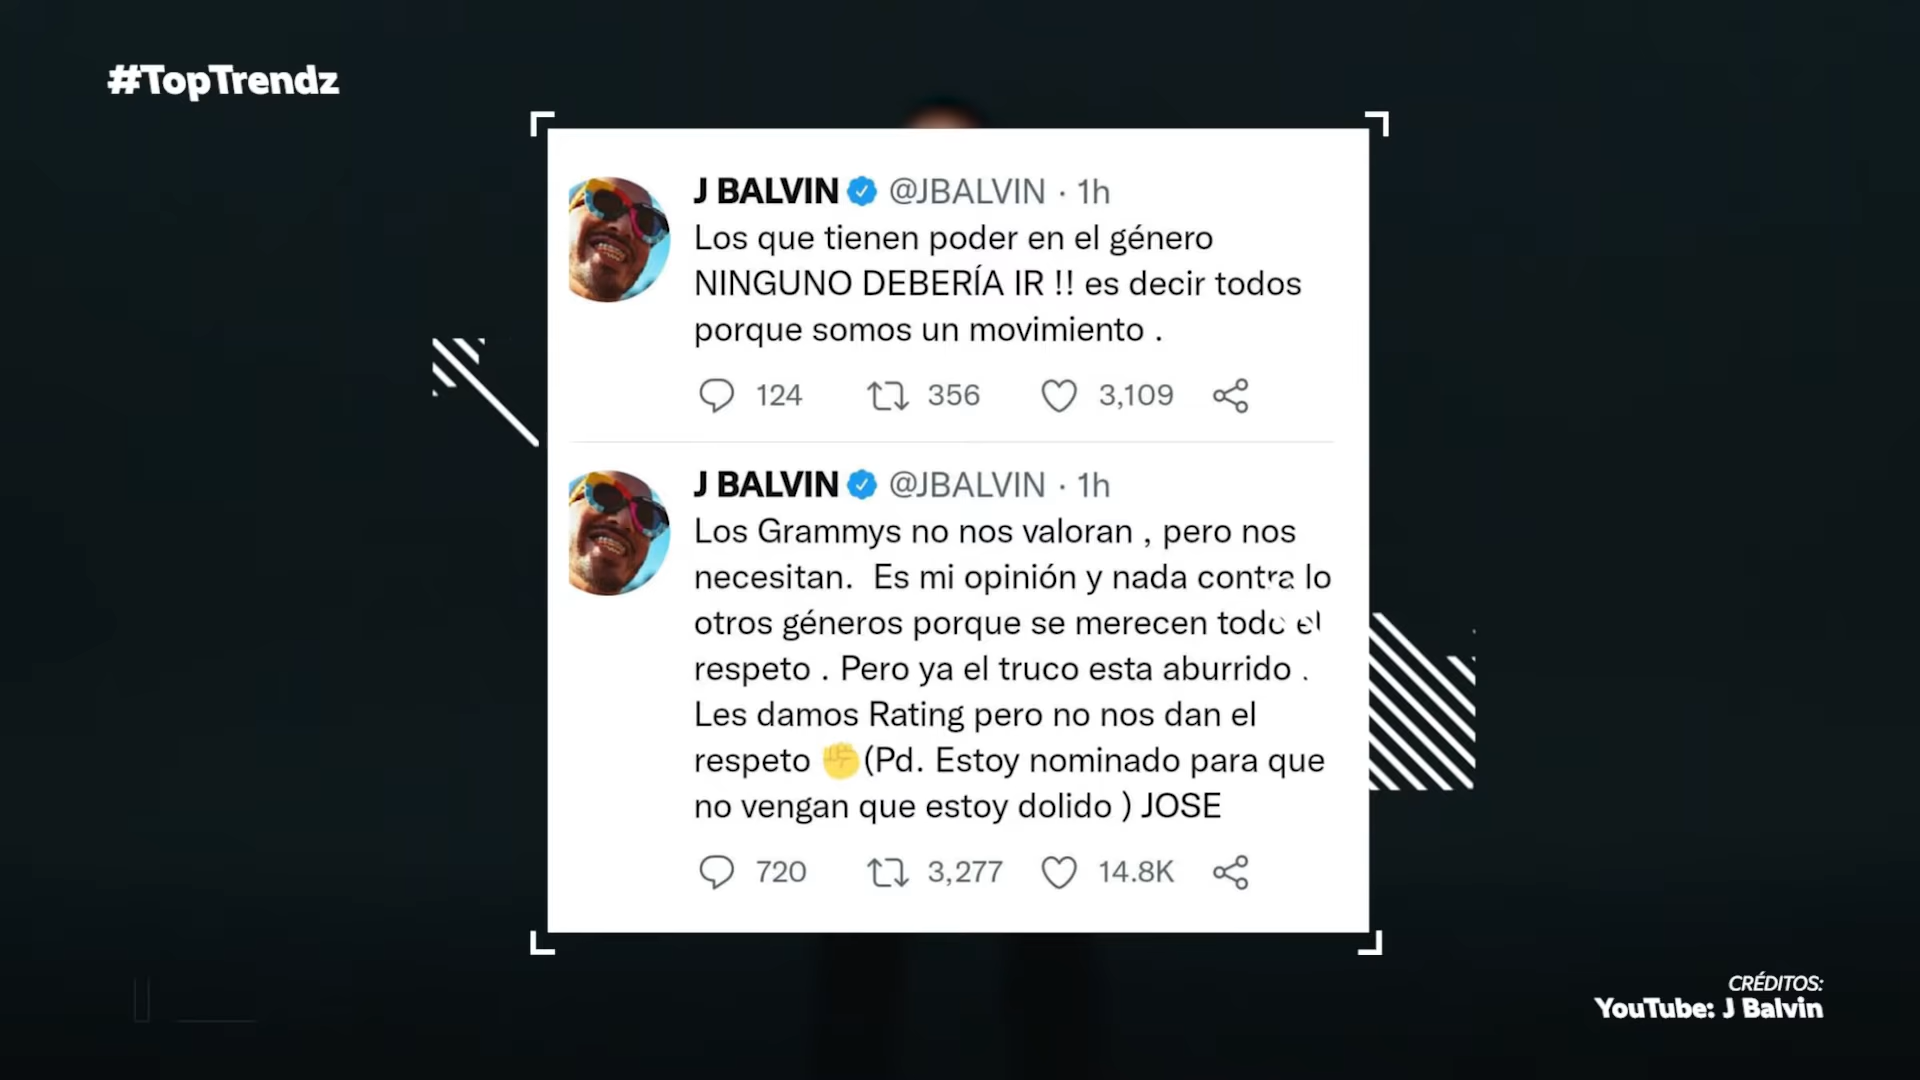 #TopTrendz
J BALVIN @JBALVIN · 1h
Los que tienen poder en el género
NINGUNO DEBERÍA IR !! es decir todos
porque somos un movimiento .
124 356 3,109
J BALVIN @JBALVIN · 1h
Los Grammys no nos valoran , pero nos
necesitan. Es mi opinión y nada contra lo
otros géneros porque se merecen todo el
respeto . Pero ya el truco esta aburrido .
Les damos Rating pero no nos dan el
respeto ✊(Pd. Estoy nominado para que
no vengan que estoy dolido ) JOSE
720 3,277 14.8K
CRÉDITOS:
YouTube: J Balvin